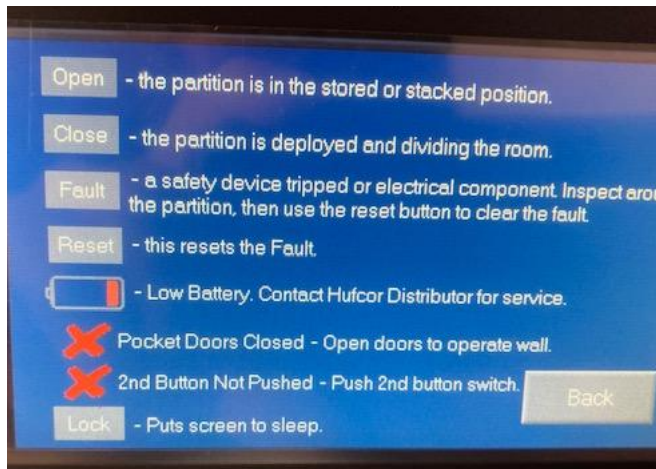 Open - the partition is in the stored or stacked position.
Close - the partition is deployed and dividing the room.
Fault - a safety device tripped or electrical component. Inspect
the partition, then use the reset button to clear the fault.
Reset - this resets the Fault.
- Low Battery. Contact Hufcor Distributor for service.
Pocket Doors Closed - Open doors to operate wall.
2nd Button Not Pushed - Push 2nd button switch.
Back
Lock - Puts screen to sleep.